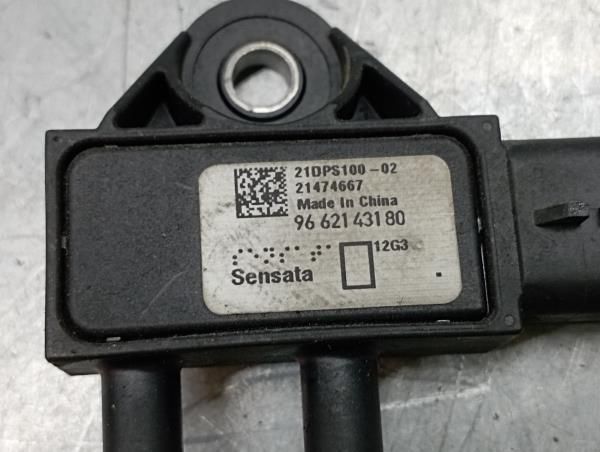 21DPS100-02
21474667
Made In China
96 621 431 80
12G3
Sensata